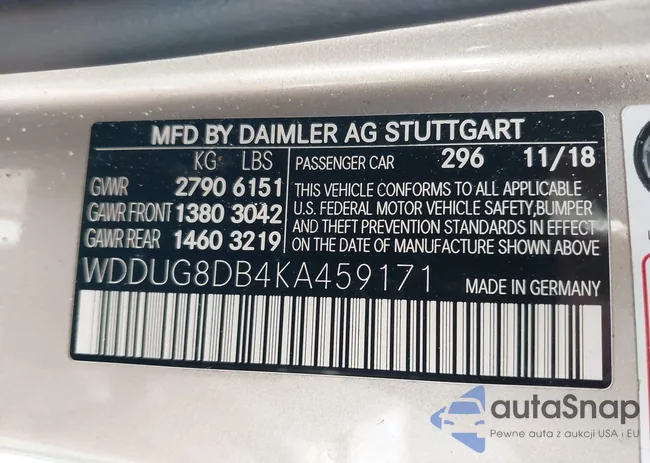 MFD BY DAIMLER AG STUTTGART
KG LBS PASSENGER CAR 296 11/18
GVWR 2790 6151
GAWR FRONT 1380 3042
GAWR REAR 1460 3219
THIS VEHICLE CONFORMS TO ALL APPLICABLE
U.S. FEDERAL MOTOR VEHICLE SAFETY,BUMPER
AND THEFT PREVENTION STANDARDS IN EFFECT
ON THE DATE OF MANUFACTURE SHOWN ABOVE
WDDUG8DB4KA459171 MADE IN GERMANY
autaSnap
Pewne auta z aukcji USA i EU